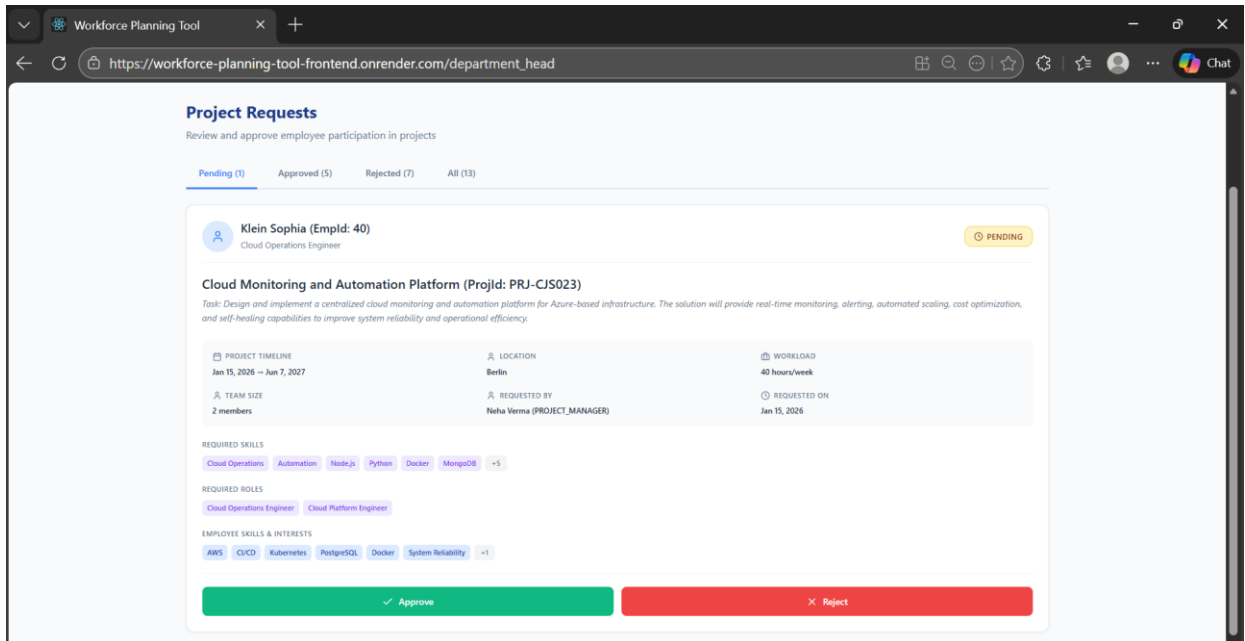 Workforce Planning Tool
https://workforce-planning-tool-frontend.onrender.com/department_head
Chat
Project Requests
Review and approve employee participation in projects
Pending (1) Approved (5) Rejected (7) All (13)
Klein Sophia (EmpId: 40)
Cloud Operations Engineer
PENDING
Cloud Monitoring and Automation Platform (ProjId: PRJ-CJS023)
Task: Design and implement a centralized cloud monitoring and automation platform for Azure-based infrastructure. The solution will provide real-time monitoring, alerting, automated scaling, cost optimization,
and self-healing capabilities to improve system reliability and operational efficiency.
PROJECT TIMELINE LOCATION WORKLOAD
Jan 15, 2026 – Jun 7, 2027 Berlin 40 hours/week
TEAM SIZE REQUESTED BY REQUESTED ON
2 members Neha Verma (PROJECT_MANAGER) Jan 15, 2026
REQUIRED SKILLS
Cloud Operations Automation Node.js Python Docker MongoDB +5
REQUIRED ROLES
Cloud Operations Engineer Cloud Platform Engineer
EMPLOYEE SKILLS & INTERESTS
AWS CI/CD Kubernetes PostgreSQL Docker System Reliability +1
Approve Reject